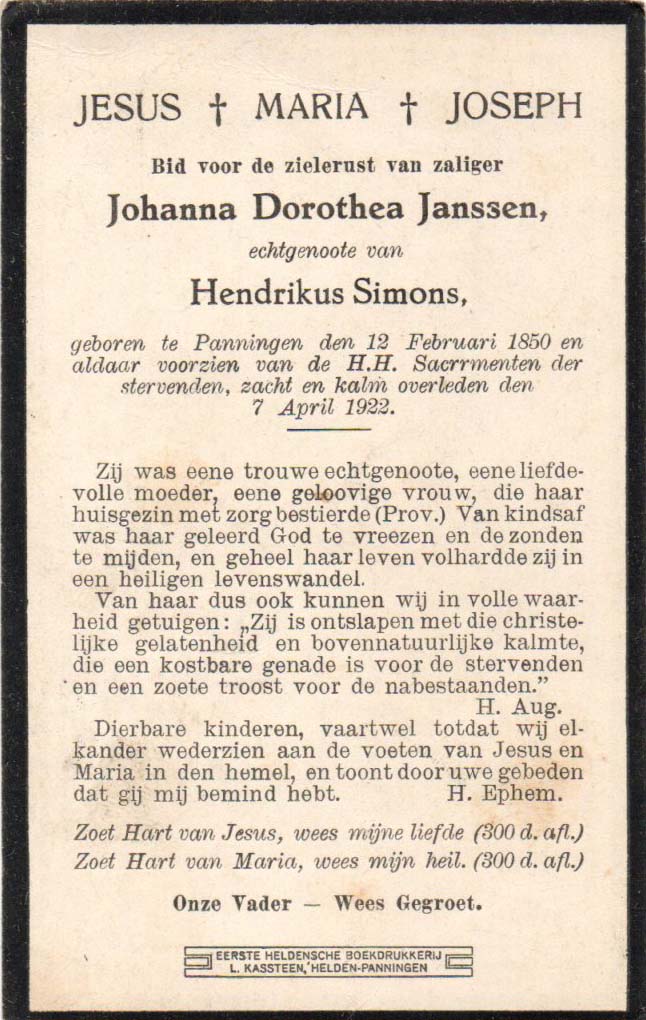 JESUS † MARIA † JOSEPH
Bid voor de zielerust van zaliger
Johanna Dorothea Janssen,
echtgenoote van
Hendrikus Simons,
geboren te Panningen den 12 Februari 1850 en
aldaar voorzien van de H.H. Sacrrmenten der
stervenden, zacht en kalm overleden den
7 April 1922.
Zij was eene trouwe echtgenoote, eene liefde-
volle moeder, eene geloovige vrouw, die haar
huisgezin met zorg bestierde (Prov.) Van kindsaf
was haar geleerd God te vreezen en de zonden
te mijden, en geheel haar leven volhardde zij in
een heiligen levenswandel.
Van haar dus ook kunnen wij in volle waar-
heid getuigen: „Zij is ontslapen met die christe-
lijke gelatenheid en bovennatuurlijke kalmte,
die een kostbare genade is voor de stervenden
en een zoete troost voor de nabestaanden.”
H. Aug.
Dierbare kinderen, vaartwel totdat wij el-
kander wederzien aan de voeten van Jesus en
Maria in den hemel, en toont door uwe gebeden
dat gij mij bemind hebt. H. Ephem.
Zoet Hart van Jesus, wees mijne liefde (300 d. afl.)
Zoet Hart van Maria, wees mijn heil. (300 d. afl.)
Onze Vader — Wees Gegroet.
EERSTE HELDENSCHE BOEKDRUKKERIJ
L. KASSTEEN, HELDEN-PANNINGEN